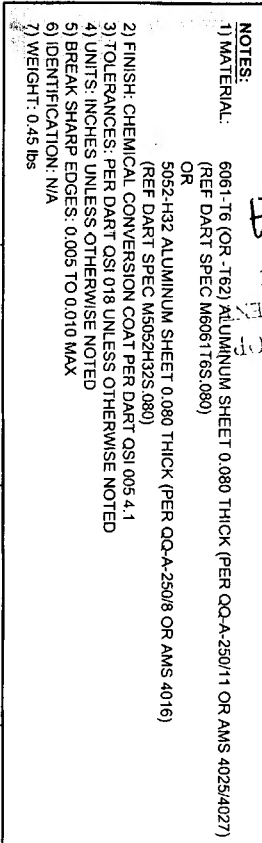 NOTES:
1) MATERIAL: 6061-T6 (OR -T62) ALUMINUM SHEET 0.080 THICK (PER QQ-A-250/11 OR AMS 4025/4027)
(REF DART SPEC M6061T6S.080)
OR
5052-H32 ALUMINUM SHEET 0.080 THICK (PER QQ-A-250/8 OR AMS 4016)
(REF DART SPEC M5052H32S.080)
2) FINISH: CHEMICAL CONVERSION COAT PER DART QSI 005 4.1
3) TOLERANCES: PER DART QSI 018 UNLESS OTHERWISE NOTED
4) UNITS: INCHES UNLESS OTHERWISE NOTED
5) BREAK SHARP EDGES: 0.005 TO 0.010 MAX
6) IDENTIFICATION: N/A
7) WEIGHT: 0.45 lbs